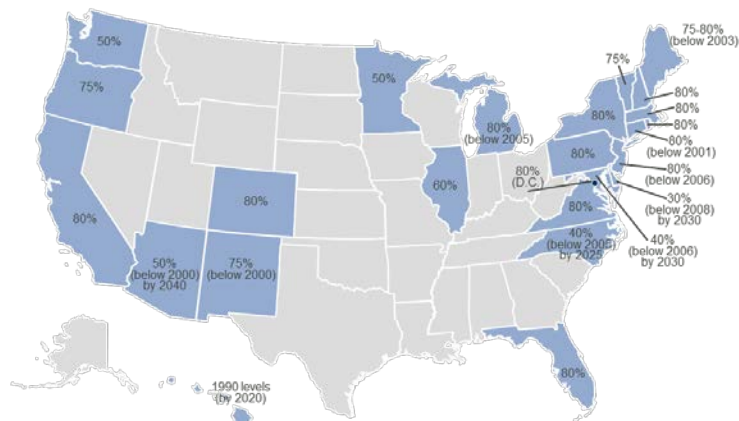 75-80%
(below 2003)
50%
75%
75%
50%
80%
80%
80%
80%
80%
(below 2005)
80%
(below 2001)
80%
60%
80%
(D.C.)
80%
(below 2006)
80%
80%
80%
30%
(below 2008)
by 2030
40%
(below 2005)
by 2025
40%
(below 2006)
by 2030
50%
(below 2000)
by 2040
75%
(below 2000)
80%
1990 levels
(by 2020)